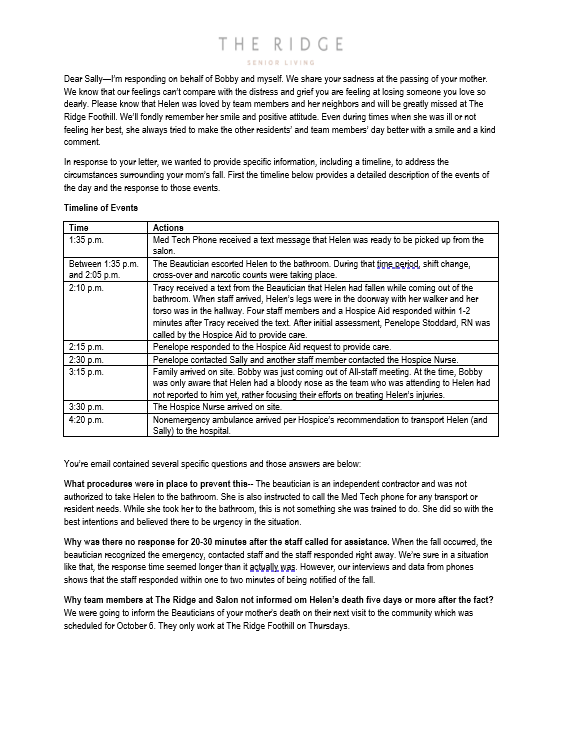 THE RIDGE
SENIOR LIVING
Dear Sally—I'm responding on behalf of Bobby and myself. We share your sadness at the passing of your mother.
We know that our feelings can't compare with the distress and grief you are feeling at losing someone you love so
dearly. Please know that Helen was loved by team members and her neighbors and will be greatly missed at The
Ridge Foothill. We'll fondly remember her smile and positive attitude. Even during times when she was ill or not
feeling her best, she always tried to make the other residents' and team members' day better with a smile and a kind
comment.
In response to your letter, we wanted to provide specific information, including a timeline, to address the
circumstances surrounding your mom's fall. First the timeline below provides a detailed description of the events of
the day and the response to those events.
Timeline of Events
Time Actions
1:35 p.m. Med Tech Phone received a text message that Helen was ready to be picked up from the
salon.
Between 1:35 p.m. The Beautician escorted Helen to the bathroom. During that time period, shift change,
and 2:05 p.m. cross-over and narcotic counts were taking place.
2:10 p.m. Tracy received a text from the Beautician that Helen had fallen while coming out of the
bathroom. When staff arrived, Helen's legs were in the doorway with her walker and her
torso was in the hallway. Four staff members and a Hospice Aid responded within 1-2
minutes after Tracy received the text. After initial assessment, Penelope Stoddard, RN was
called by the Hospice Aid to provide care.
2:15 p.m. Penelope responded to the Hospice Aid request to provide care.
2:30 p.m. Penelope contacted Sally and another staff member contacted the Hospice Nurse.
3:15 p.m. Family arrived on site. Bobby was just coming out of All-staff meeting. At the time, Bobby
was only aware that Helen had a bloody nose as the team who was attending to Helen had
not reported to him yet, rather focusing their efforts on treating Helen's injuries.
3:30 p.m. The Hospice Nurse arrived on site.
4:20 p.m. Nonemergency ambulance arrived per Hospice's recommendation to transport Helen (and
Sally) to the hospital.
You're email contained several specific questions and those answers are below:
What procedures were in place to prevent this-- The beautician is an independent contractor and was not
authorized to take Helen to the bathroom. She is also instructed to call the Med Tech phone for any transport or
resident needs. While she took her to the bathroom, this is not something she was trained to do. She did so with the
best intentions and believed there to be urgency in the situation.
Why was there no response for 20-30 minutes after the staff called for assistance. When the fall occurred, the
beautician recognized the emergency, contacted staff and the staff responded right away. We're sure in a situation
like that, the response time seemed longer than it actually was. However, our interviews and data from phones
shows that the staff responded within one to two minutes of being notified of the fall.
Why team members at The Ridge and Salon not informed om Helen's death five days or more after the fact?
We were going to inform the Beauticians of your mother's death on their next visit to the community which was
scheduled for October 6. They only work at The Ridge Foothill on Thursdays.